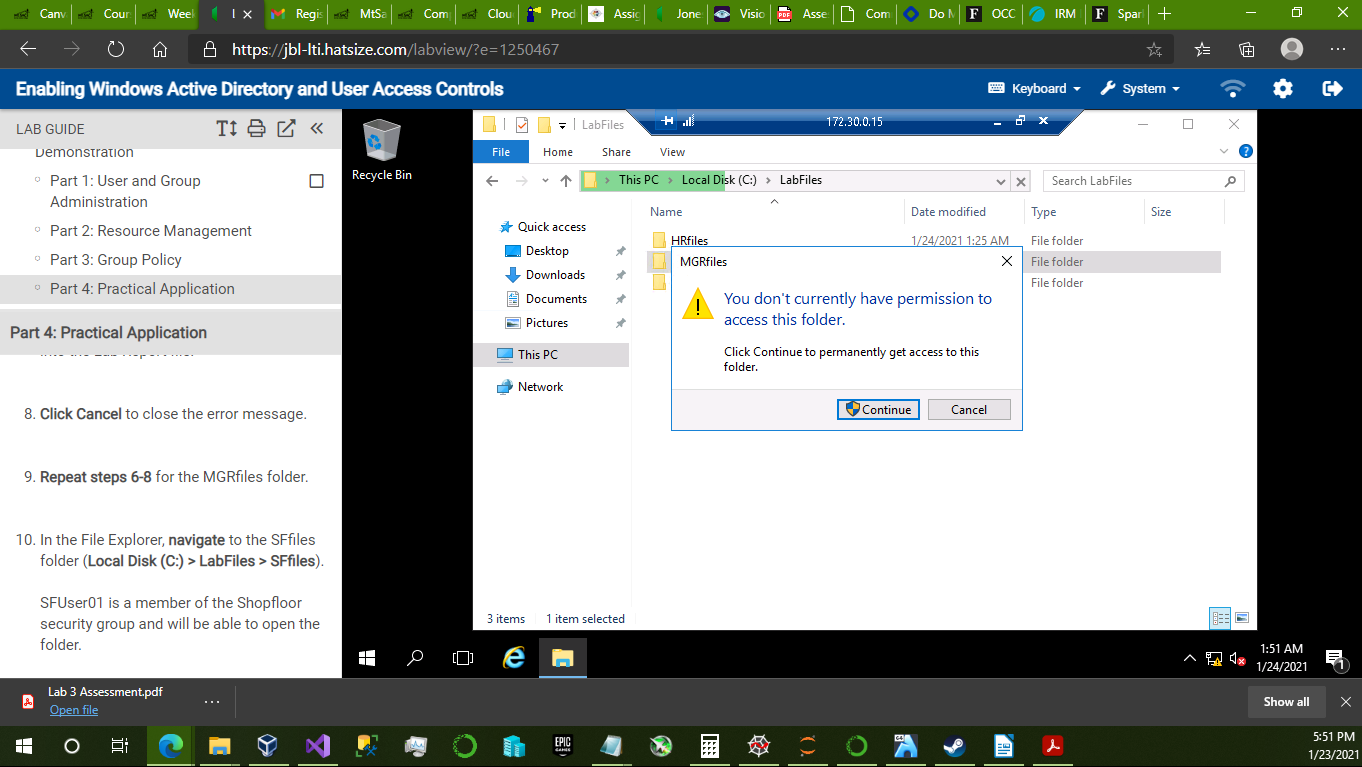 Canv
Cour
Week
I
Regis
MtSa
Com
Clou
Prod
Assig
Jone
Visio
PDF
Asse
Com
Do M
OCC
IRM
Spar
https://jbl-lti.hatsize.com/labview/?e=1250467
Enabling Windows Active Directory and User Access Controls
Keyboard
System
LAB GUIDE
Demonstration
Part 1: User and Group
Administration
Part 2: Resource Management
Part 3: Group Policy
Part 4: Practical Application
Part 4: Practical Application
into the Lab Report file.
8. Click Cancel to close the error message.
9. Repeat steps 6-8 for the MGRfiles folder.
10. In the File Explorer, navigate to the SFfiles
folder (Local Disk (C:) > LabFiles > SFfiles).
SFUser01 is a member of the Shopfloor
security group and will be able to open the
folder.
Recycle Bin
LabFiles
172.30.0.15
File
Home
Share
View
This PC
Local Disk (C:)
LabFiles
Search LabFiles
Name
Date modified
Type
Size
Quick access
Desktop
Downloads
Documents
Pictures
This PC
Network
HRfiles
1/24/2021 1:25 AM
File folder
File folder
File folder
MGRfiles
You don't currently have permission to
access this folder.
Click Continue to permanently get access to this
folder.
Continue
Cancel
3 items
1 item selected
1:51 AM
1/24/2021
1
Lab 3 Assessment.pdf
Open file
Show all
EPIC
GAMES
5:51 PM
1/23/2021